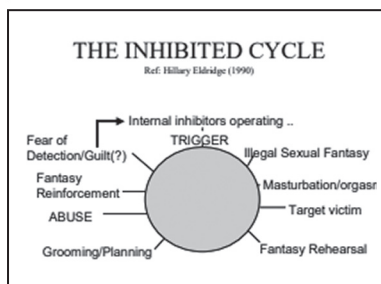 THE INHIBITED CYCLE
Ref: Hillary Eldridge (1990)
Internal inhibitors operating ..
TRIGGER
Fear of
Detection/Guilt(?)
Illegal Sexual Fantasy
Fantasy
Reinforcement
Masturbation/orgasm
ABUSE
Target victim
Grooming/Planning
Fantasy Rehearsal